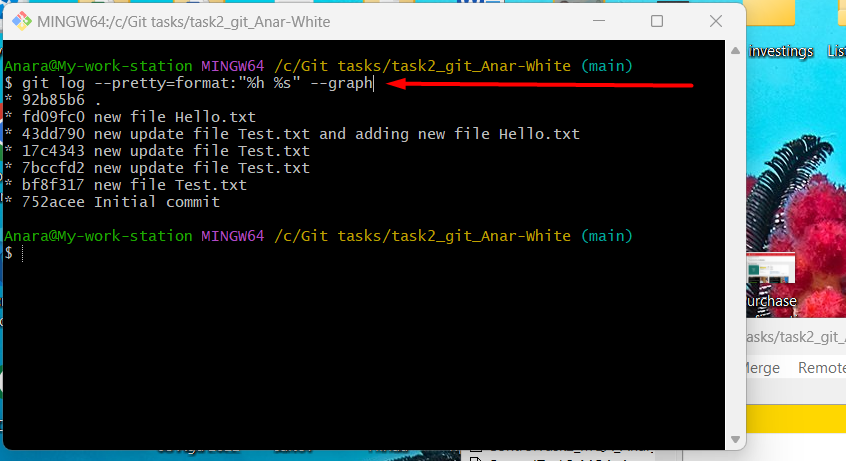 MINGW64:/c/Git tasks/task2_git_Anar-White
Anara@My-work-station MINGW64 /c/Git tasks/task2_git_Anar-White (main)
$ git log --pretty=format:"%h %s" --graph
* 92b85b6 .
* fd09fc0 new file Hello.txt
* 43dd790 new update file Test.txt and adding new file Hello.txt
* 17c4343 new update file Test.txt
* 7bccfd2 new update file Test.txt
* bf8f317 new file Test.txt
* 752acee Initial commit
Anara@My-work-station MINGW64 /c/Git tasks/task2_git_Anar-White (main)
$
investings List
urchase
asks/task2_git_A
Merge Remote